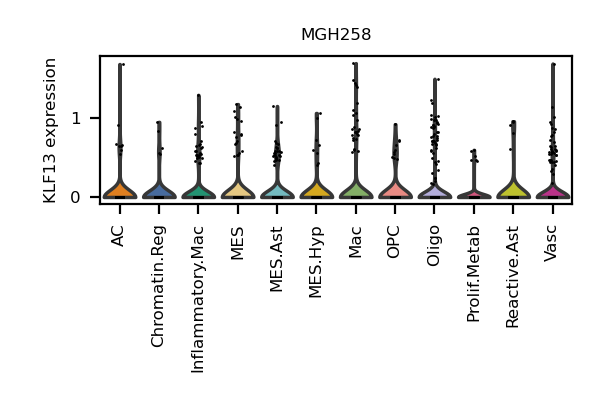 MGH258
KLF13 expression
1
0
AC
Chromatin.Reg
Inflammatory.Mac
MES
MES.Ast
MES.Hyp
Mac
OPC
Oligo
Prolif.Metab
Reactive.Ast
Vasc